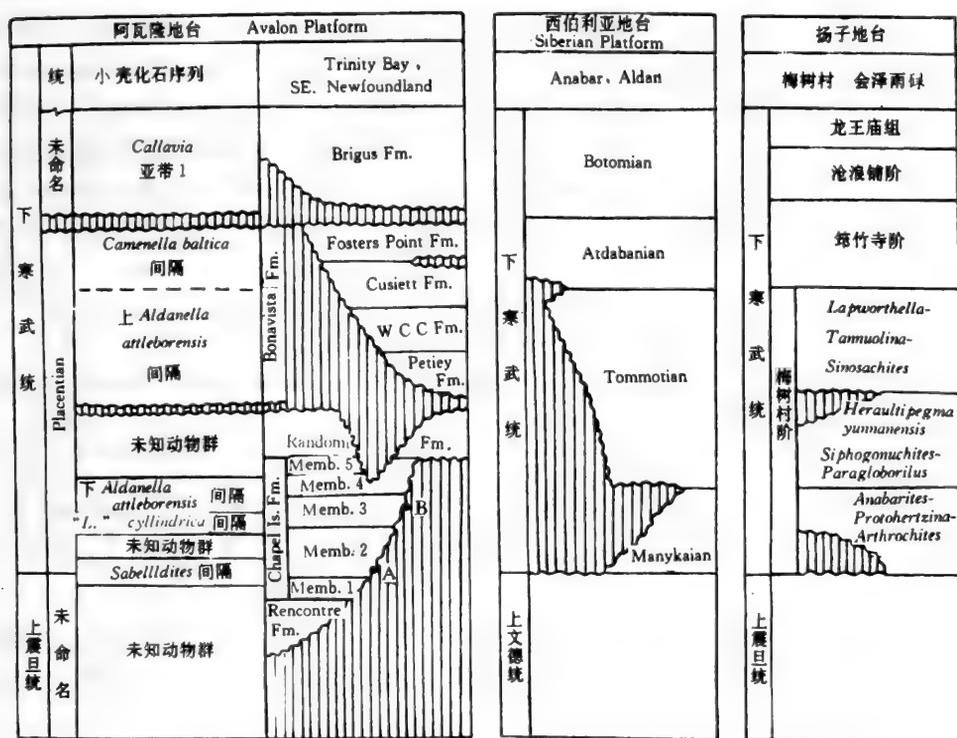 阿瓦隆地台 Avalon Platform
统
小壳化石序列
Trinity Bay,
SE. Newfoundland
未命名
Callavia
亚带 1
Brigus Fm.
下寒武统
Placentian
Camenella baltica
间隔
上 Aldanella
attleborensis
间隔
未知动物群
下 Aldanella
attleborensis 间隔
"L.." cyllindrica 间隔
未知动物群
Sabelldites 间隔
Bonavista Fm.
Fosters Point Fm.
Cusiett Fm.
W C C Fm.
Petiey
Fm.
Random Fm.
Chapel Is. Fm.
Memb. 5
Memb. 4
Memb. 3
Memb. 2
Memb. 1
B
A
Rencontre
Fm.
上震旦统
未命名
未知动物群
西伯利亚地台
Siberian Platform
Anabar, Aldan
下寒武统
Botomian
Atdabanian
Tommotian
Manykaian
上文德统
扬子地台
梅树村 会泽雨碌
下寒武统
龙王庙组
沧浪铺阶
筇竹寺阶
梅树村阶
Lapworthella-
Tannuolina-
Sinosachites
Heraultipegma
yunnanensis
Siphogonuchites-
Paragloborilus
Anabarites-
Protohertzina-
Arthrochites
上震旦统